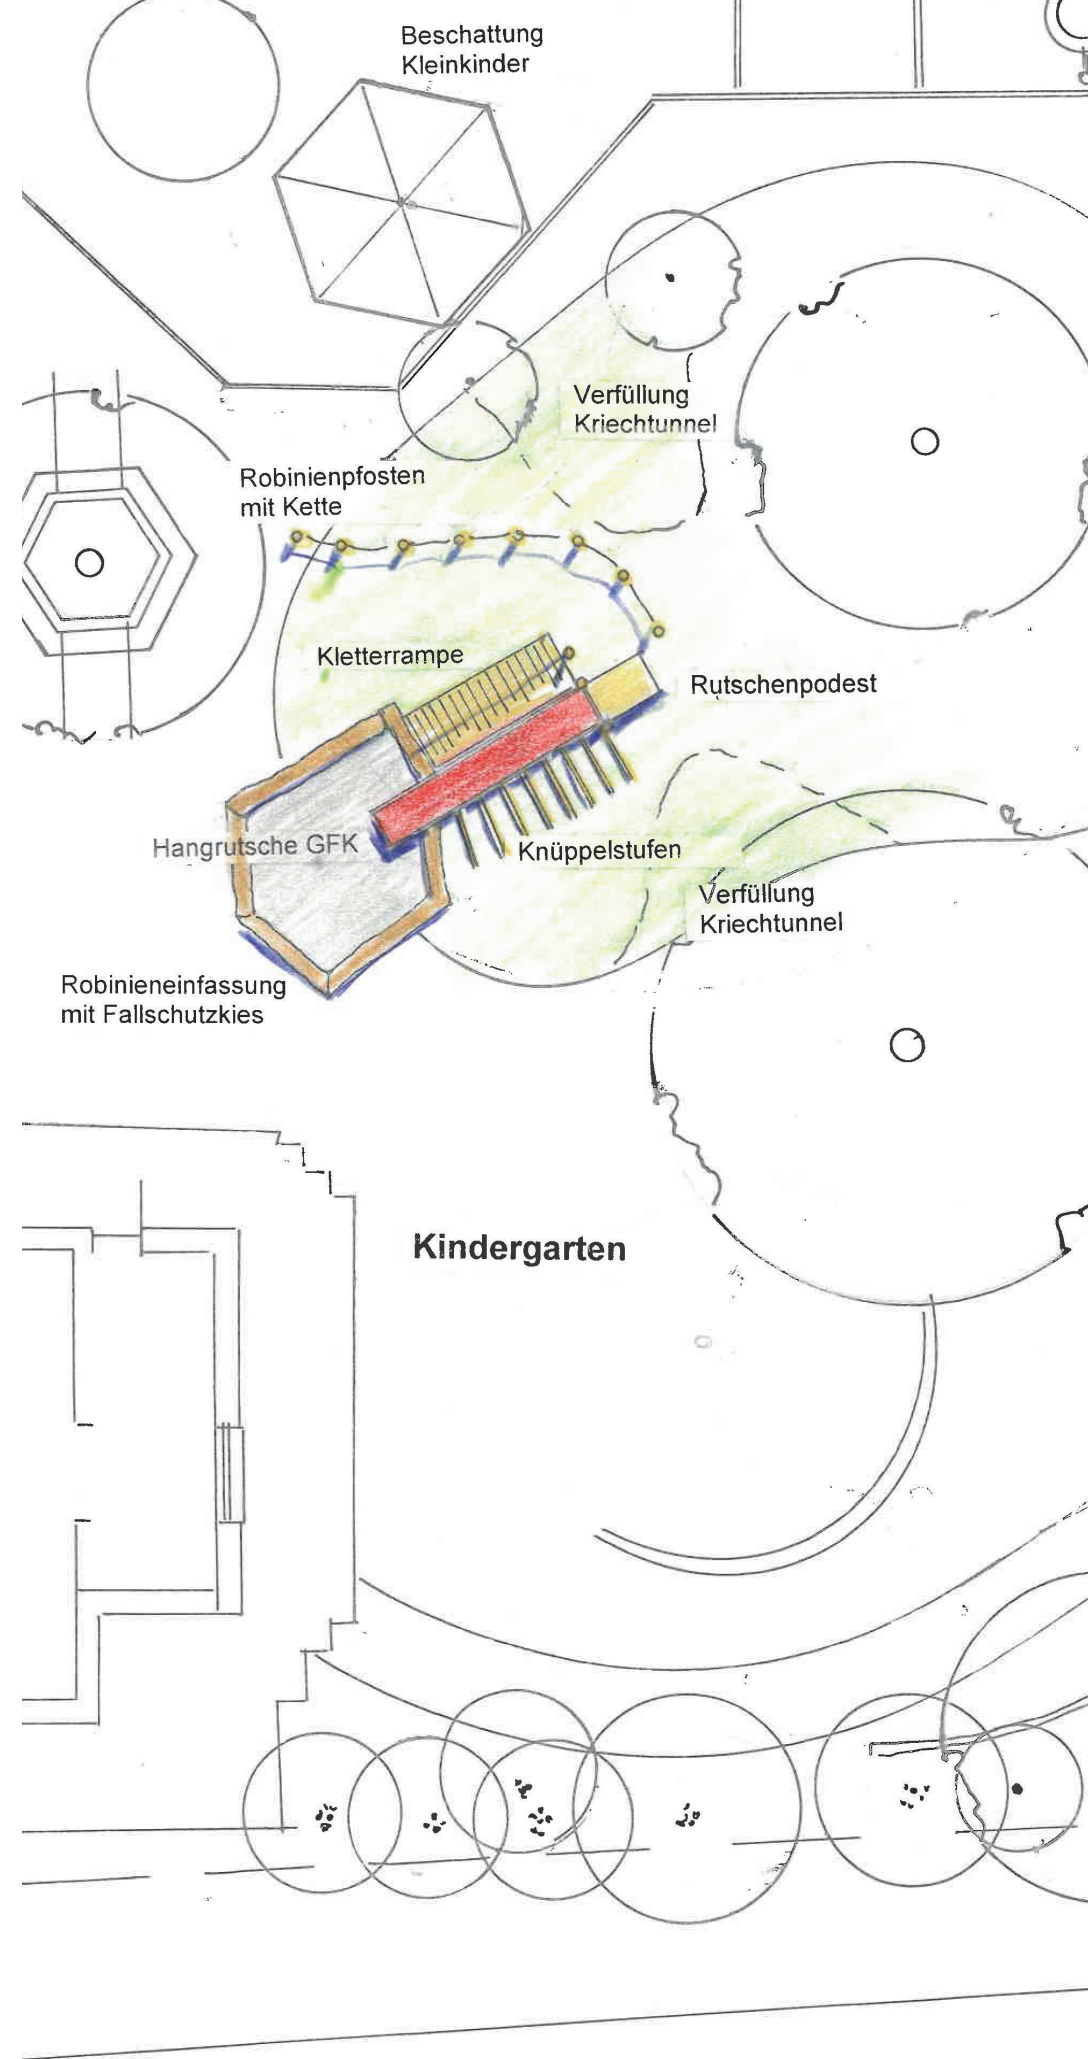 Beschattung
Kleinkinder
Verfüllung
Kriechtunnel
Robinienpfosten
mit Kette
Kletterrampe
Rutschenpodest
Hangrutsche GFK
Knüppelstufen
Verfüllung
Kriechtunnel
Robinieneinfassung
mit Fallschutzkies
Kindergarten